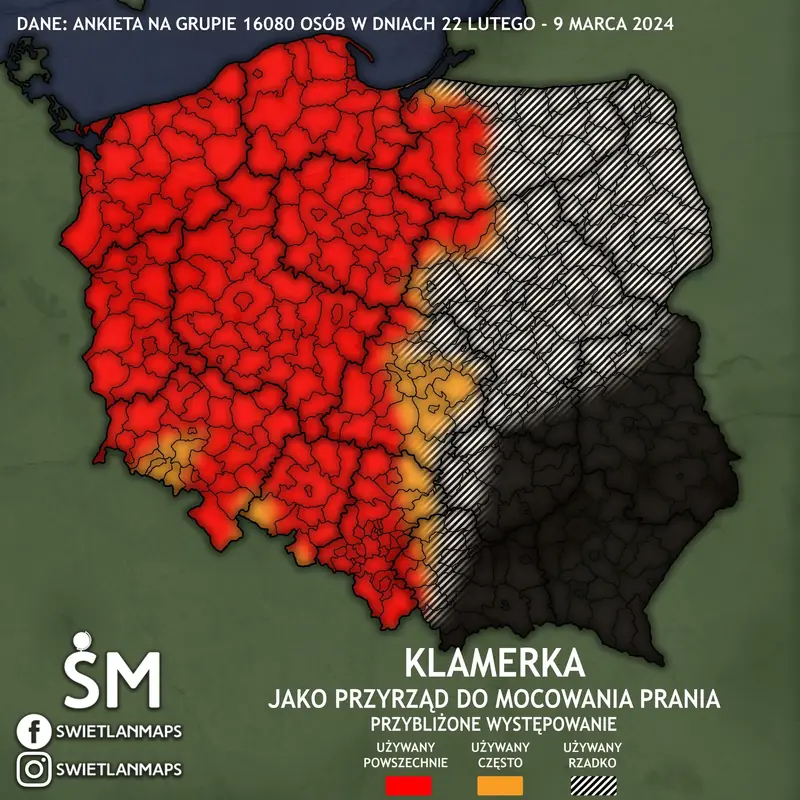 DANE: ANKIETA NA GRUPIE 16080 OSÓB W DNIACH 22 LUTEGO - 9 MARCA 2024
KLAMERKA
JAKO PRZYRZĄD DO MOCOWANIA PRANIA
PRZYBLIŻONE WYSTĘPOWANIE
UŻYWANY
POWSZECHNIE
UŻYWANY
CZĘSTO
UŻYWANY
RZADKO
ŚM
SWIETLANMAPS
SWIETLANMAPS